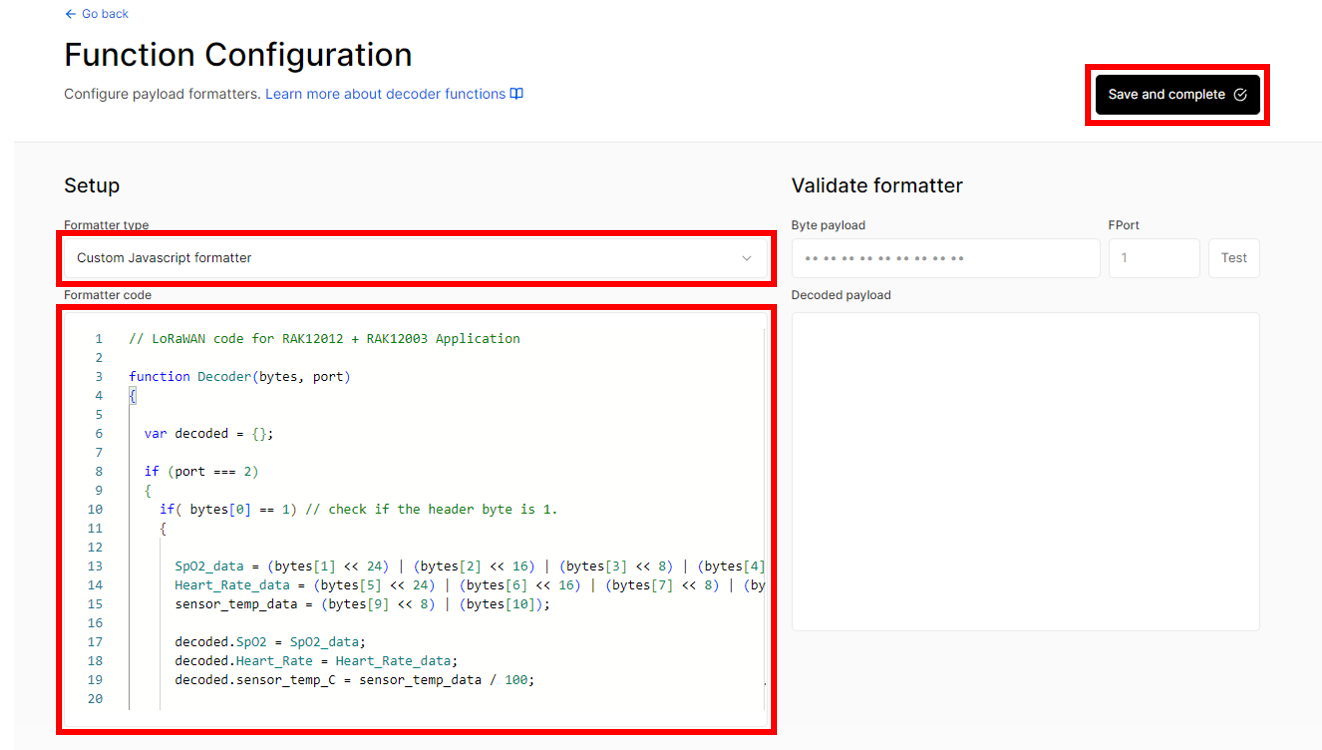 Go back
Function Configuration
Configure payload formatters. Learn more about decoder functions
Save and complete
Setup
Formatter type
Custom Javascript formatter
Formatter code
1 // LoRaWAN code for RAK12012 + RAK12003 Application
2
3 function Decoder(bytes, port)
4 {
5
6 var decoded = {};
7
8 if (port === 2)
9 {
10 if( bytes[0] == 1) // check if the header byte is 1.
11 {
12
13 SpO2_data = (bytes[1] << 24) | (bytes[2] << 16) | (bytes[3] << 8) | (bytes[4]
14 Heart_Rate_data = (bytes[5] << 24) | (bytes[6] << 16) | (bytes[7] << 8) | (by
15 sensor_temp_data = (bytes[9] << 8) | (bytes[10]);
16
17 decoded.SpO2 = SpO2_data;
18 decoded.Heart_Rate = Heart_Rate_data;
19 decoded.sensor_temp_C = sensor_temp_data / 100;
20
Validate formatter
Byte payload
FPort
•• •• •• •• •• •• •• •• ••
1
Test
Decoded payload